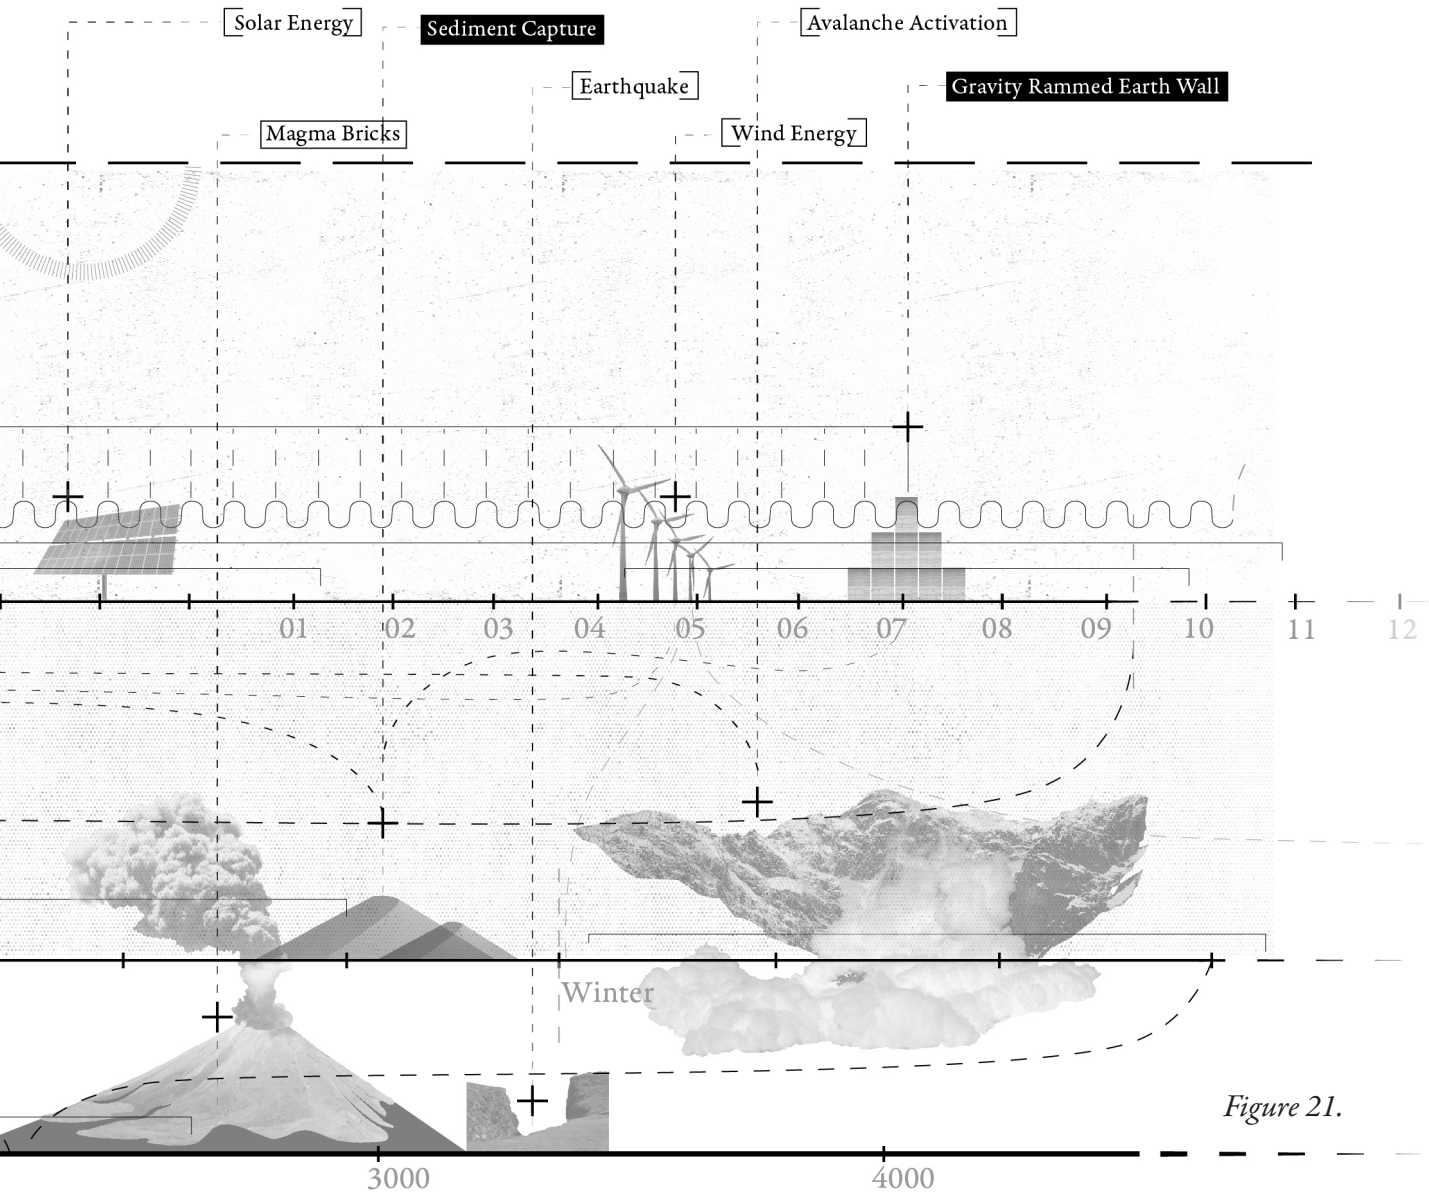 Solar Energy
Sediment Capture
Avalanche Activation
Earthquake
Gravity Rammed Earth Wall
Magma Bricks
Wind Energy
01 02 03 04 05 06 07 08 09 10 11 12
Winter
Figure 21.
3000 4000